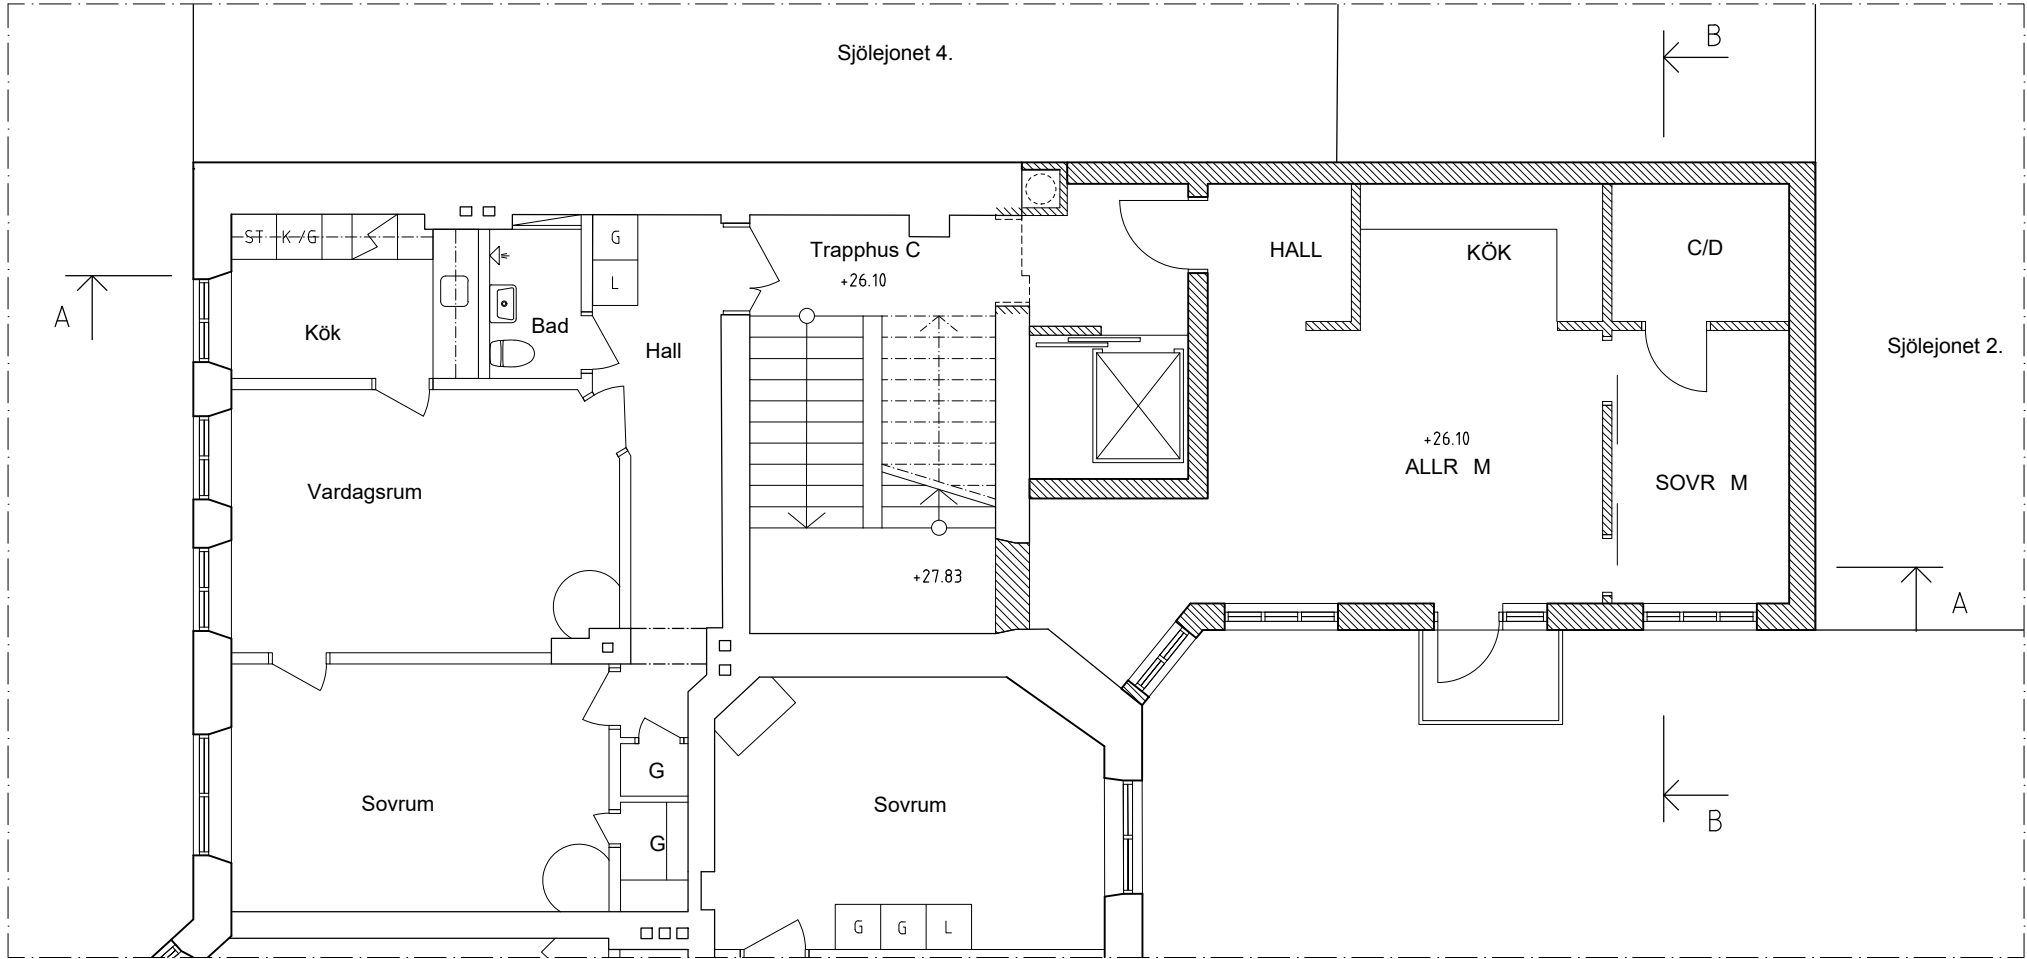 Sjölejonet 4.
B
ST K/G
G
L
Trapphus C
+26.10
HALL
KÖK
C/D
A
Kök
Bad
Hall
Sjölejonet 2.
+26.10
ALLR M
SOVR M
Vardagsrum
+27.83
A
G
G
Sovrum
Sovrum
B
G G L